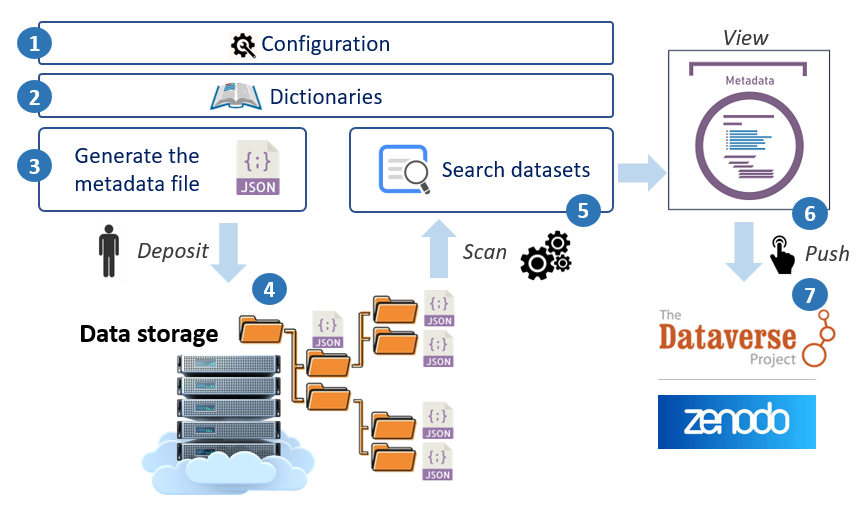 1
Configuration
2
Dictionaries
3
Generate the
metadata file
{;}
JSON
Search datasets
5
View
Metadata
6
Deposit
Scan
Push
4
7
Data storage
{;}
JSON
{;}
JSON
{;}
JSON
{;}
JSON
{;}
JSON
The
Dataverse
Project
zenodo